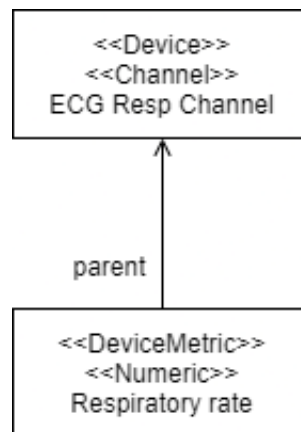 <<Device>>
<<Channel>>
ECG Resp Channel
parent
<<DeviceMetric>>
<<Numeric>>
Respiratory rate